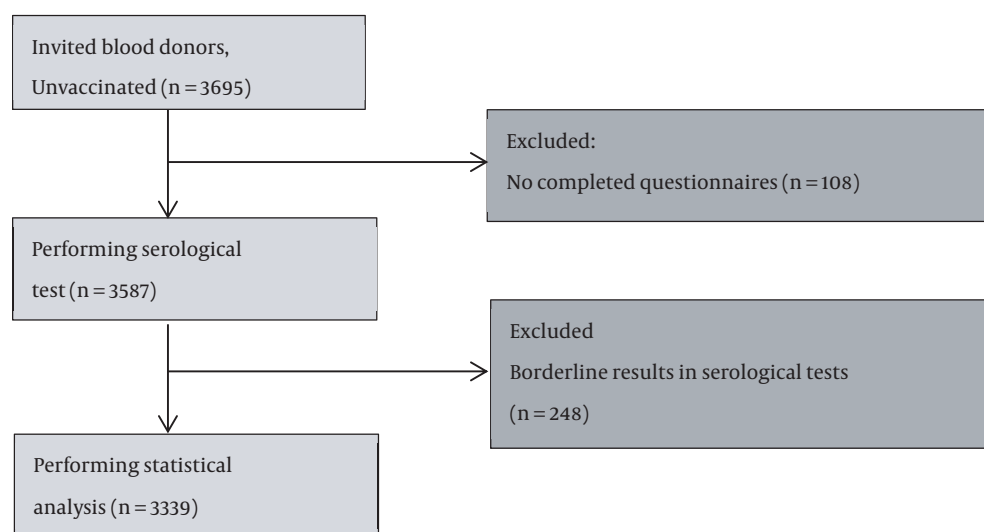 Invited blood donors,
Unvaccinated (n = 3695)
Excluded:
No completed questionnaires (n = 108)
Performing serological
test (n = 3587)
Excluded
Borderline results in serological tests
(n = 248)
Performing statistical
analysis (n = 3339)